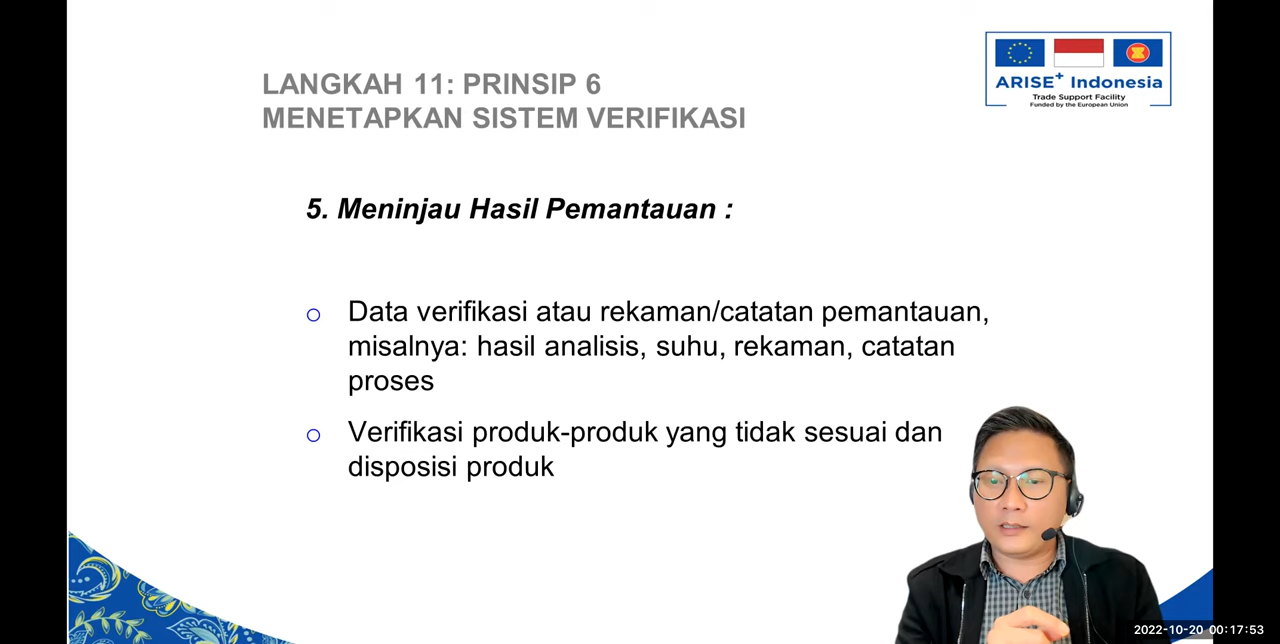 ARISE+ Indonesia
Trade Support Facility
Funded by the European Union
LANGKAH 11: PRINSIP 6
MENETAPKAN SISTEM VERIFIKASI
5. Meninjau Hasil Pemantauan :
o Data verifikasi atau rekaman/catatan pemantauan,
misalnya: hasil analisis, suhu, rekaman, catatan
proses
o Verifikasi produk-produk yang tidak sesuai dan
disposisi produk
2022-10-20 00:17:53